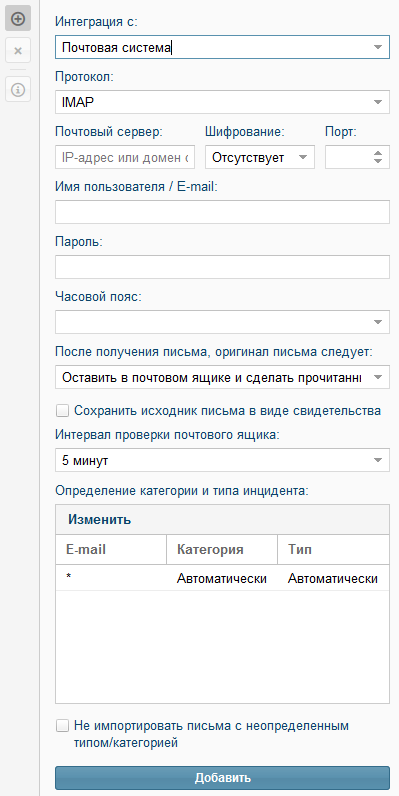 Интеграция с:
Почтовая система
Протокол:
IMAP
Почтовый сервер: Шифрование: Порт:
IP-адрес или домен с Отсутствует
Имя пользователя / E-mail:
Пароль:
Часовой пояс:
После получения письма, оригинал письма следует:
Оставить в почтовом ящике и сделать прочитанны
Сохранить исходник письма в виде свидетельства
Интервал проверки почтового ящика:
5 минут
Определение категории и типа инцидента:
Изменить
E-mail Категория Тип
* Автоматически Автоматически
Не импортировать письма с неопределенным
типом/категорией
Добавить